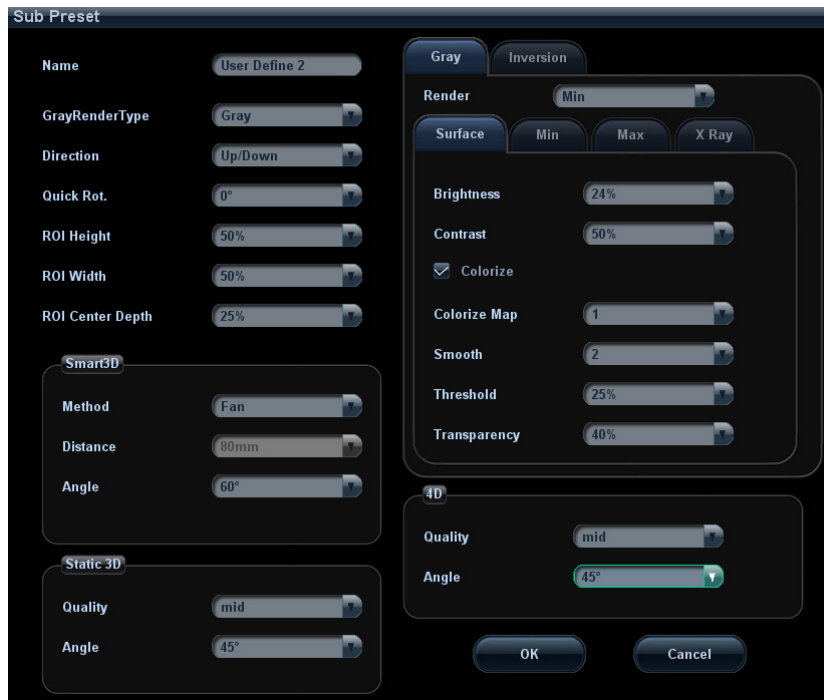 Sub Preset
Name User Define 2
GrayRenderType Gray
Direction Up/Down
Quick Rot. 0°
ROI Height 50%
ROI Width 50%
ROI Center Depth 25%
Smart3D
Method Fan
Distance 80mm
Angle 60°
Static 3D
Quality mid
Angle 45°
Gray Inversion
Render Min
Surface Min Max X Ray
Brightness 24%
Contrast 50%
Colorize
Colorize Map 1
Smooth 2
Threshold 25%
Transparency 40%
4D
Quality mid
Angle 45°
OK Cancel